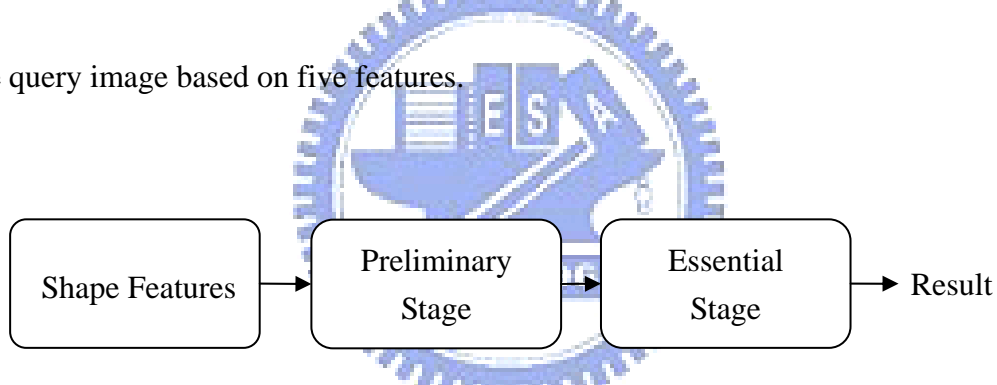 query image based on five features.
E S A
Shape Features
Preliminary
Stage
Essential
Stage
Result